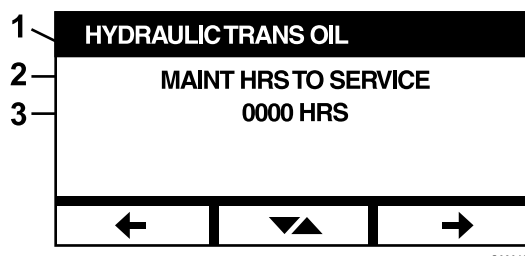 1 HYDRAULIC TRANS OIL
2 MAINT HRS TO SERVICE
3 0000 HRS